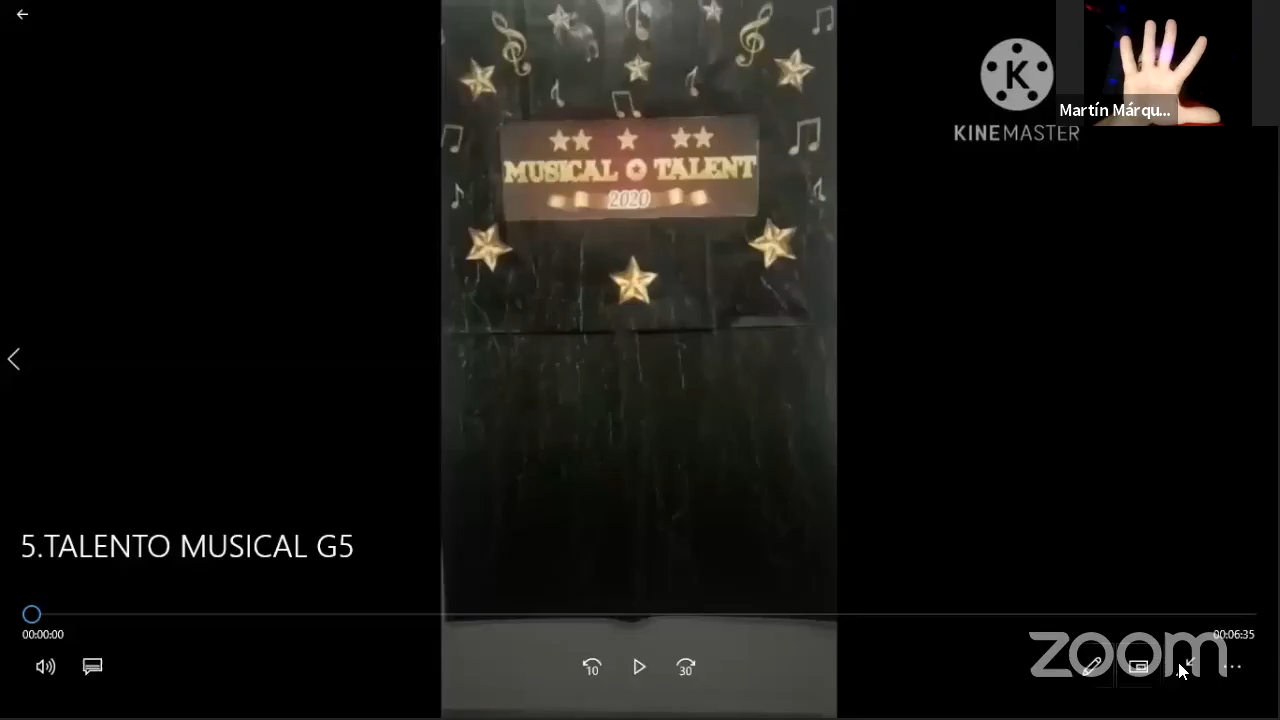 K
KINEMASTER
Martín Márqu...
MUSICAL TALENT
2020
5.TALENTO MUSICAL G5
00:00:00
00:06:35
10
30
zoom